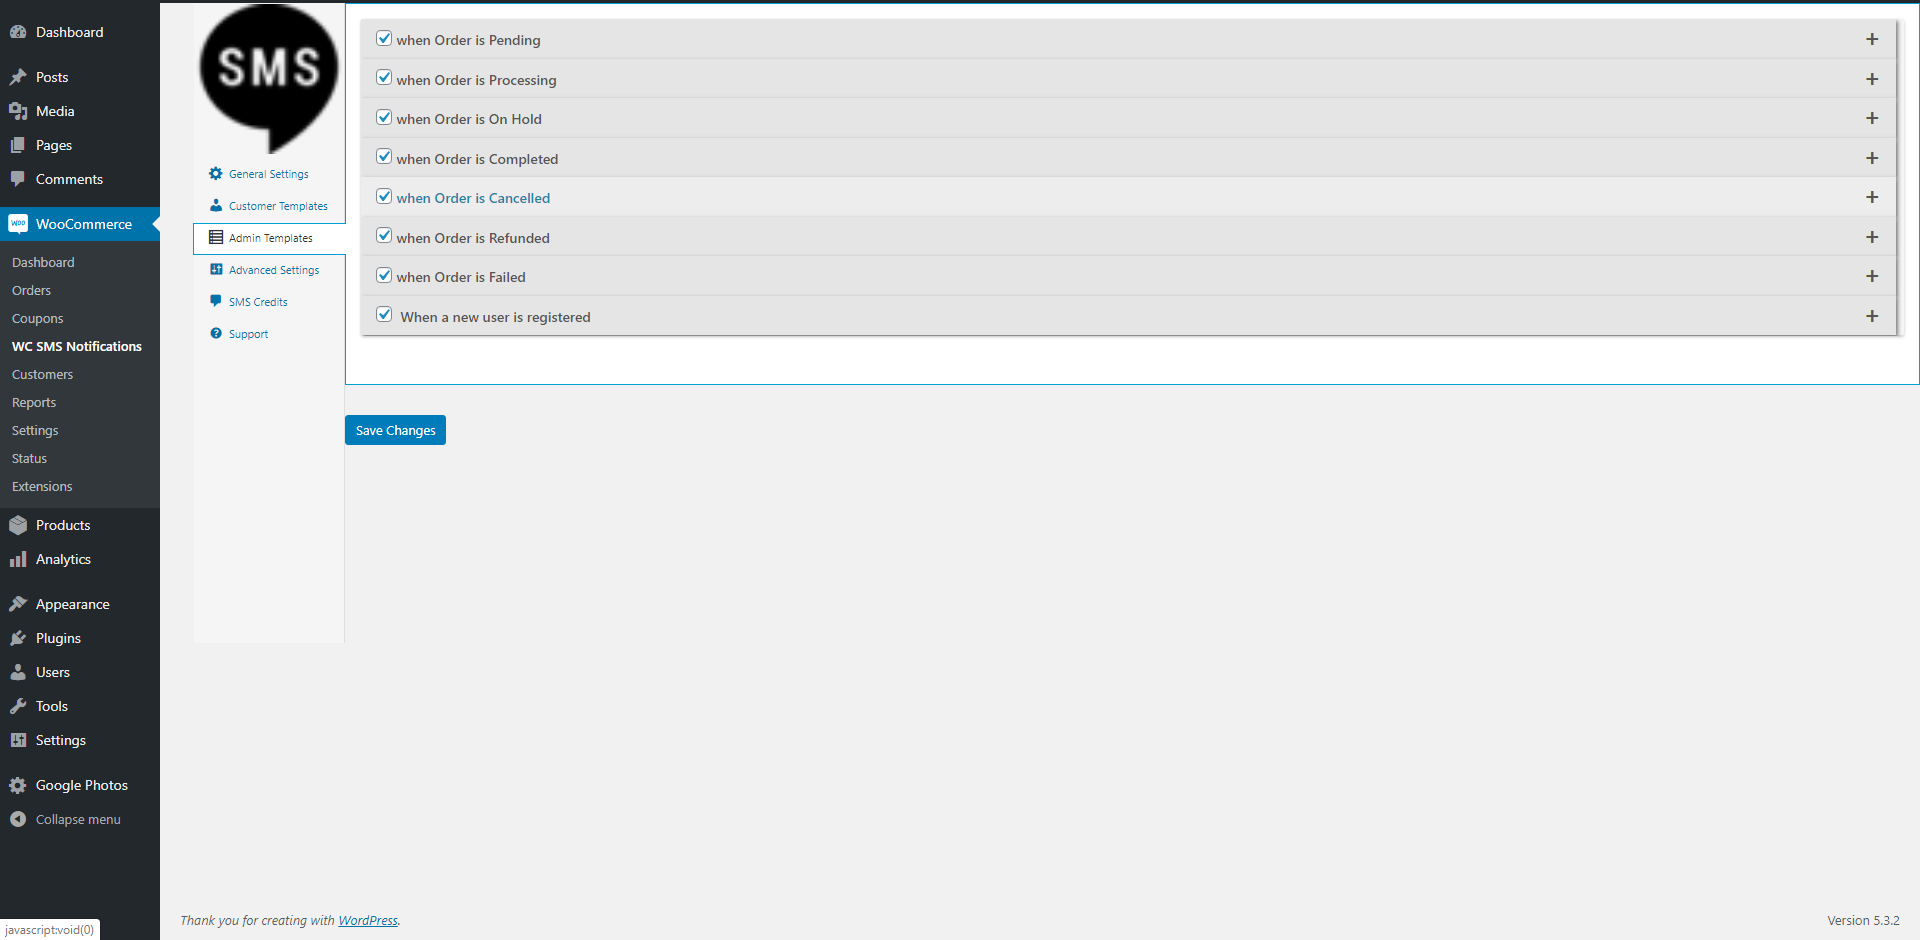 Dashboard
Posts
Media
Pages
Comments
WooCommerce
Dashboard
Orders
Coupons
WC SMS Notifications
Customers
Reports
Settings
Status
Extensions
Products
Analytics
Appearance
Plugins
Users
Tools
Settings
Google Photos
Collapse menu
javascript:void(0)
SMS
General Settings
Customer Templates
Admin Templates
Advanced Settings
SMS Credits
Support
when Order is Pending
when Order is Processing
when Order is On Hold
when Order is Completed
when Order is Cancelled
when Order is Refunded
when Order is Failed
When a new user is registered
Save Changes
Thank you for creating with WordPress.
Version 5.3.2